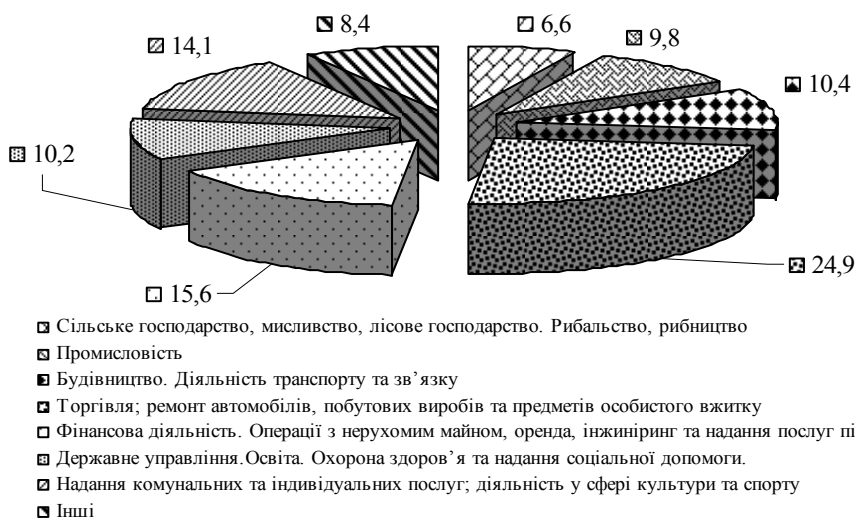 8,4
6,6
14,1
9,8
10,4
10,2
24,9
15,6
Сільське господарство, мисливство, лісове господарство. Рибальство, рибництво
Промисловість
Будівництво. Діяльність транспорту та зв’язку
Торгівля; ремонт автомобілів, побутових виробів та предметів особистого вжитку
Фінансова діяльність. Операції з нерухомим майном, оренда, інжиніринг та надання послуг пі
Державне управління.Освіта. Охорона здоров’я та надання соціальної допомоги.
Надання комунальних та індивідуальних послуг; діяльність у сфері культури та спорту
Інші